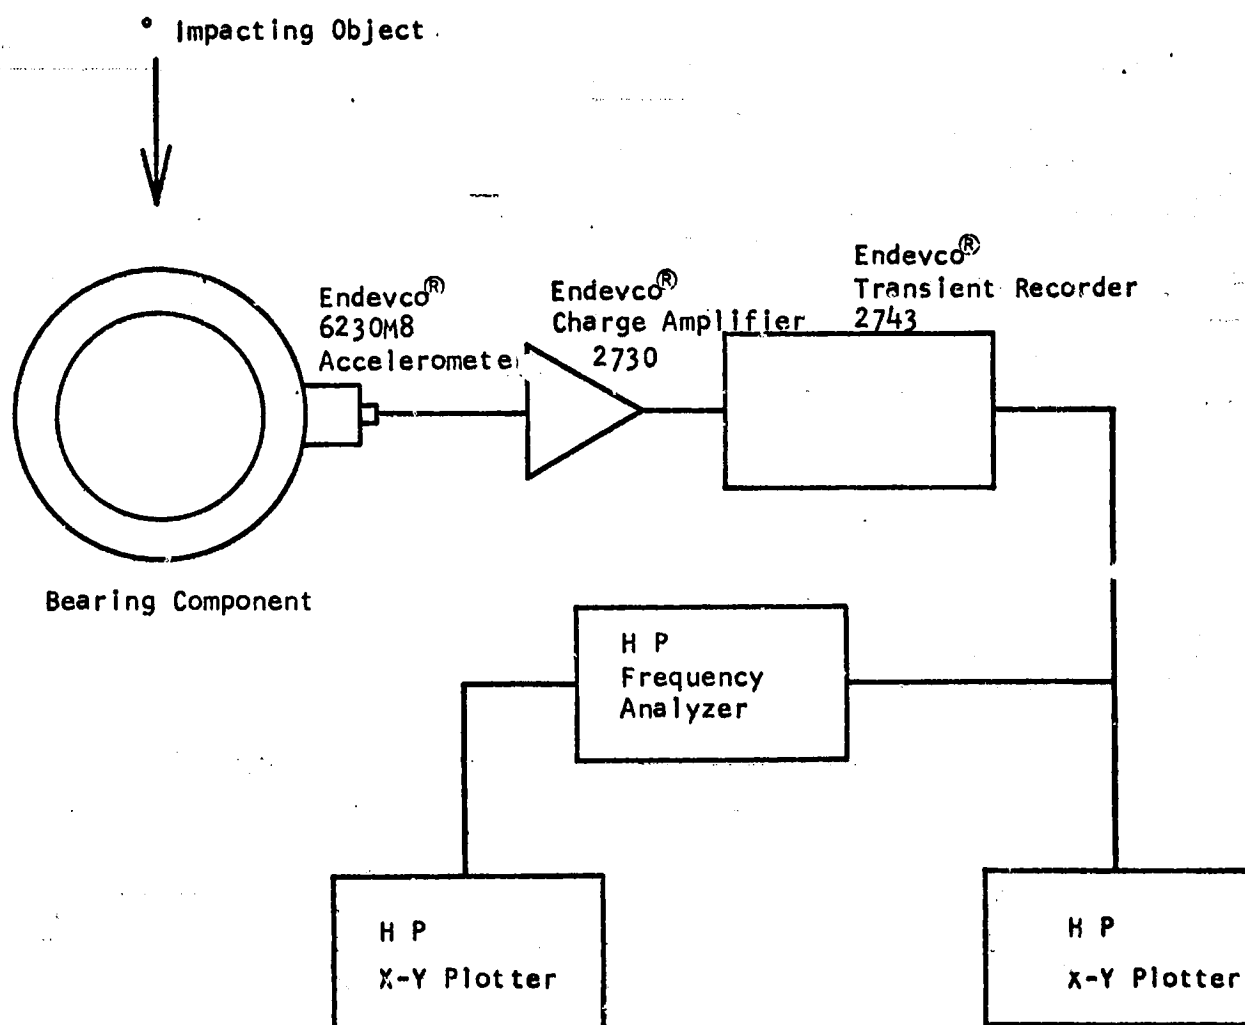 Impacting Object
Endevco®
6230M8
Accelerometer
Endevco®
Charge Amplifier
2730
Endevco®
Transient Recorder
2743
Bearing Component
H P
Frequency
Analyzer
H P
X-Y Plotter
H P
X-Y Plotter